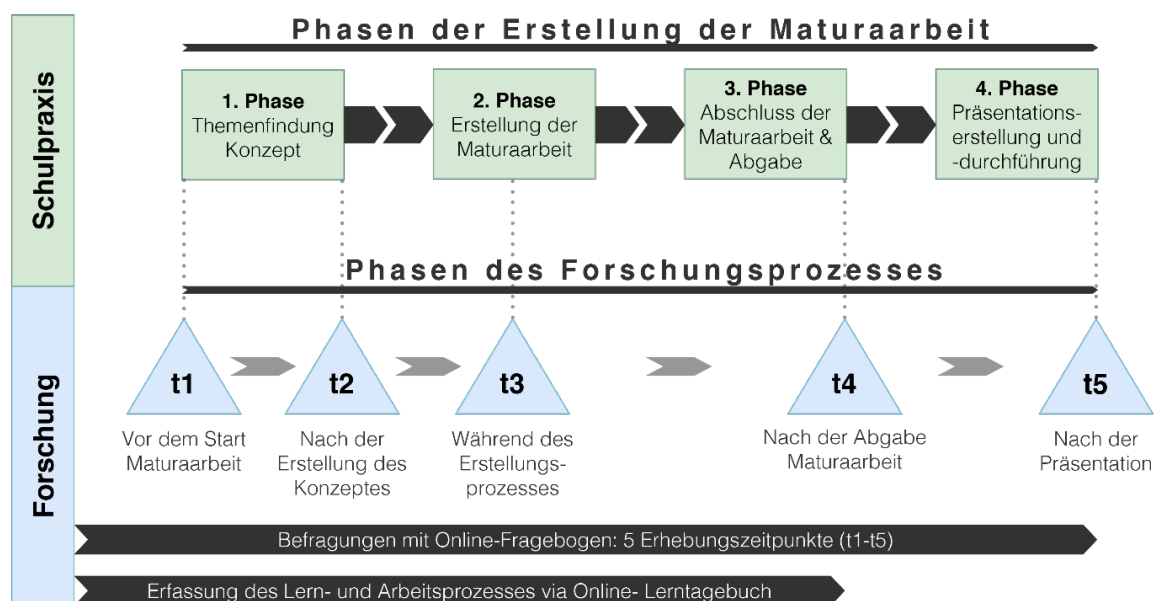 Schulpraxis
Phasen der Erstellung der Maturaarbeit
1. Phase
Themenfindung
Konzept
2. Phase
Erstellung der
Maturaarbeit
3. Phase
Abschluss der
Maturaarbeit &
Abgabe
4. Phase
Präsentations-
erstellung und
-durchführung
Forschung
Phasen des Forschungsprozesses
t1
Vor dem Start
Maturaarbeit
t2
Nach der
Erstellung des
Konzeptes
t3
Während des
Erstellungs-
prozesses
t4
Nach der Abgabe
Maturaarbeit
t5
Nach der
Präsentation
Befragungen mit Online-Fragebogen: 5 Erhebungszeitpunkte (t1-t5)
Erfassung des Lern- und Arbeitsprozesses via Online- Lerntagebuch